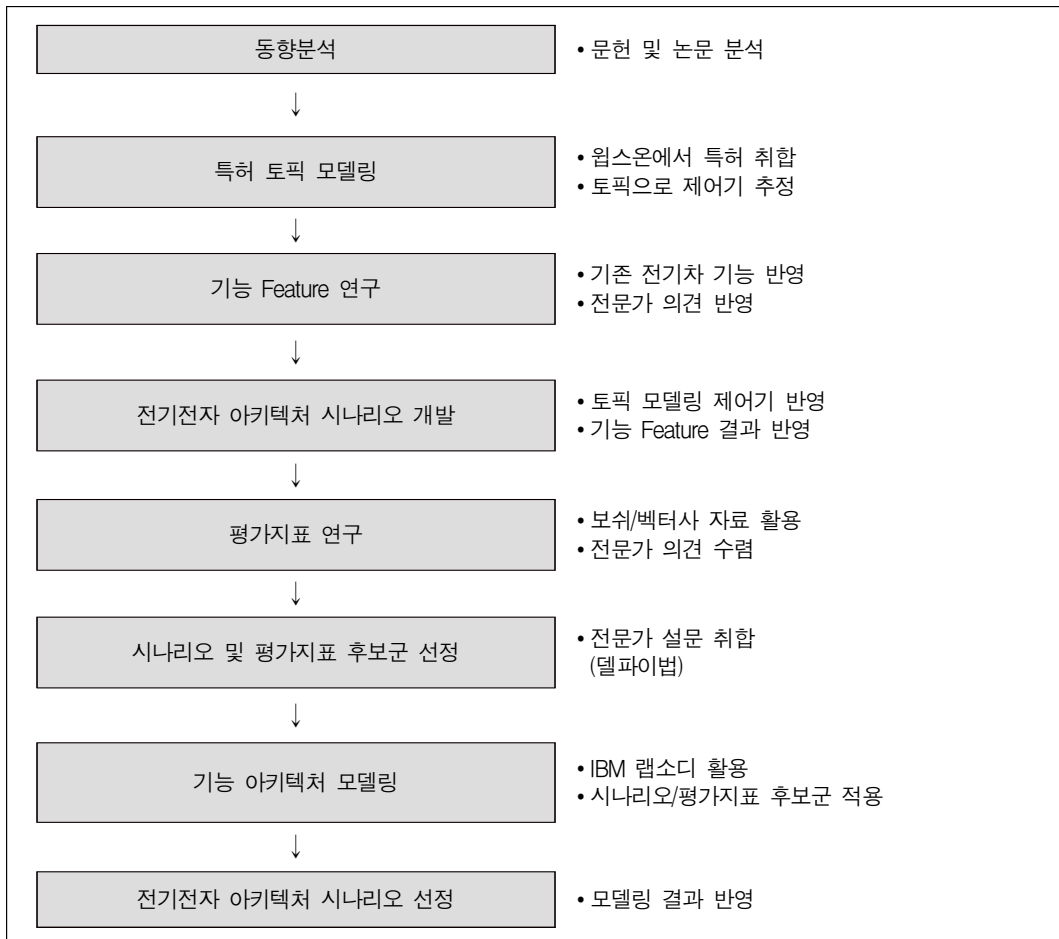 동향분석
• 문헌 및 논문 분석
↓
특허 토픽 모델링
• 윕스온에서 특허 취합
• 토픽으로 제어기 추정
↓
기능 Feature 연구
• 기존 전기차 기능 반영
• 전문가 의견 반영
↓
전기전자 아키텍처 시나리오 개발
• 토픽 모델링 제어기 반영
• 기능 Feature 결과 반영
↓
평가지표 연구
• 보쉬/벡터사 자료 활용
• 전문가 의견 수렴
↓
시나리오 및 평가지표 후보군 선정
• 전문가 설문 취합
(델파이법)
↓
기능 아키텍처 모델링
• IBM 랩소디 활용
• 시나리오/평가지표 후보군 적용
↓
전기전자 아키텍처 시나리오 선정
• 모델링 결과 반영